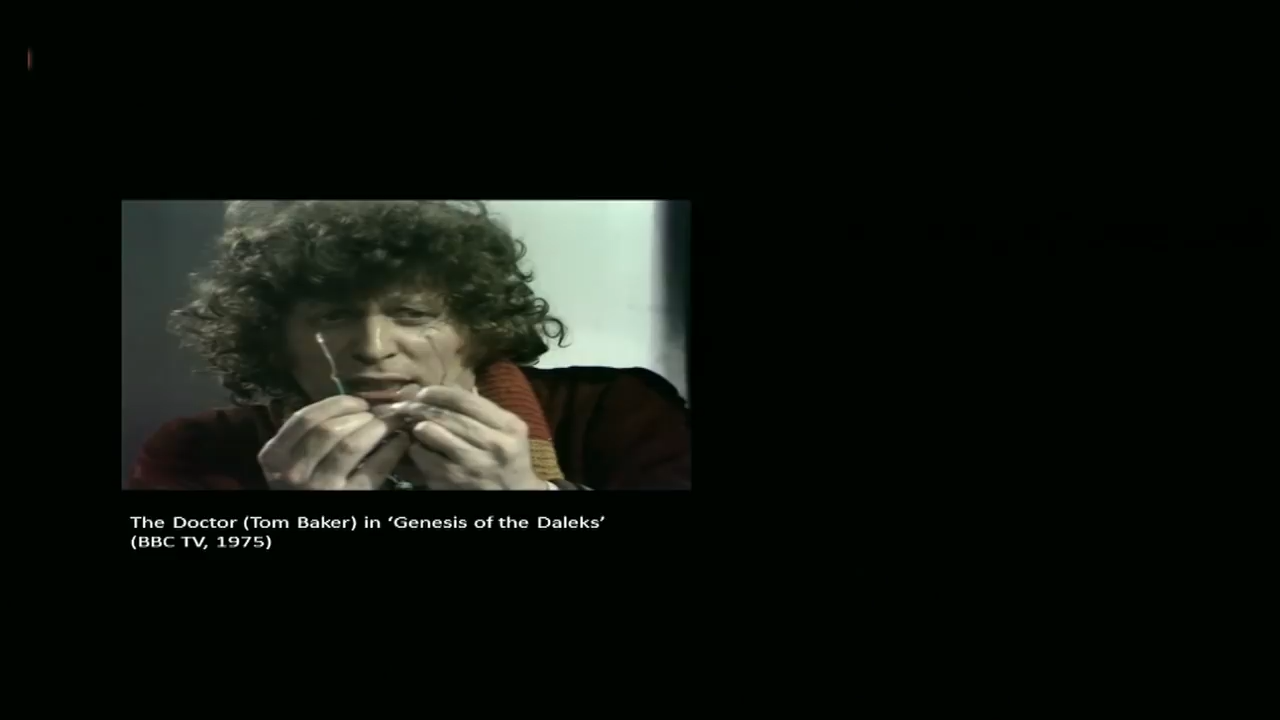 The Doctor (Tom Baker) in ‘Genesis of the Daleks’
(BBC TV, 1975)